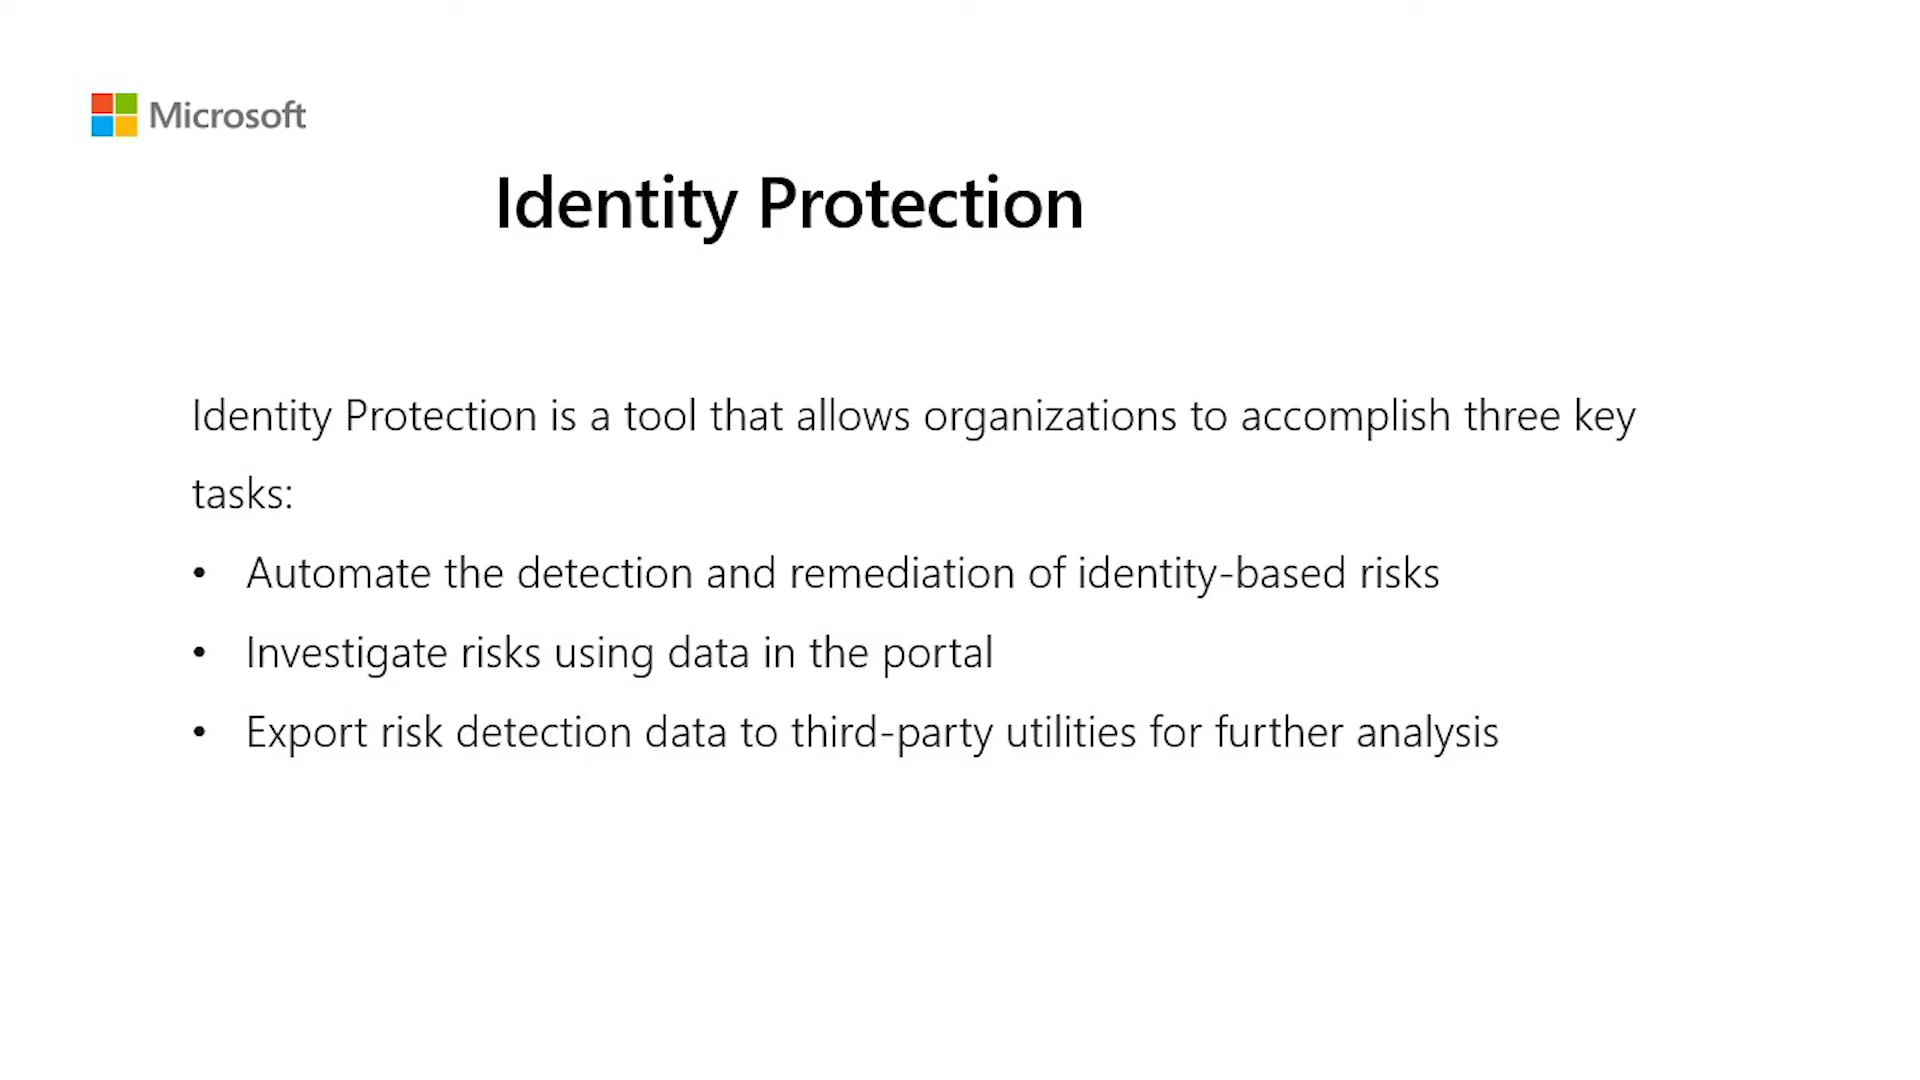 Microsoft
Identity Protection
Identity Protection is a tool that allows organizations to accomplish three key
tasks:
• Automate the detection and remediation of identity-based risks
• Investigate risks using data in the portal
• Export risk detection data to third-party utilities for further analysis